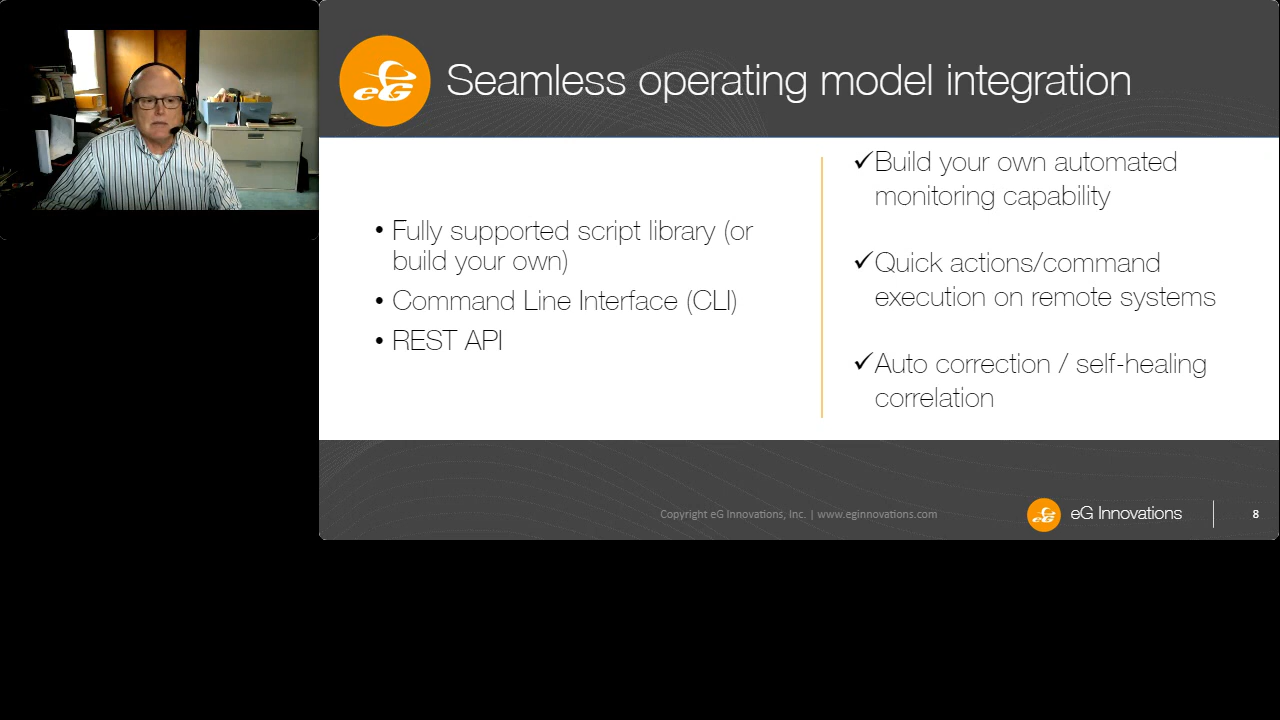 eG Seamless operating model integration
• Fully supported script library (or
build your own)
• Command Line Interface (CLI)
• REST API
✓Build your own automated
monitoring capability
✓Quick actions/command
execution on remote systems
✓Auto correction / self-healing
correlation
Copyright eG Innovations, Inc. | www.eginnovations.com
eG eG Innovations
8